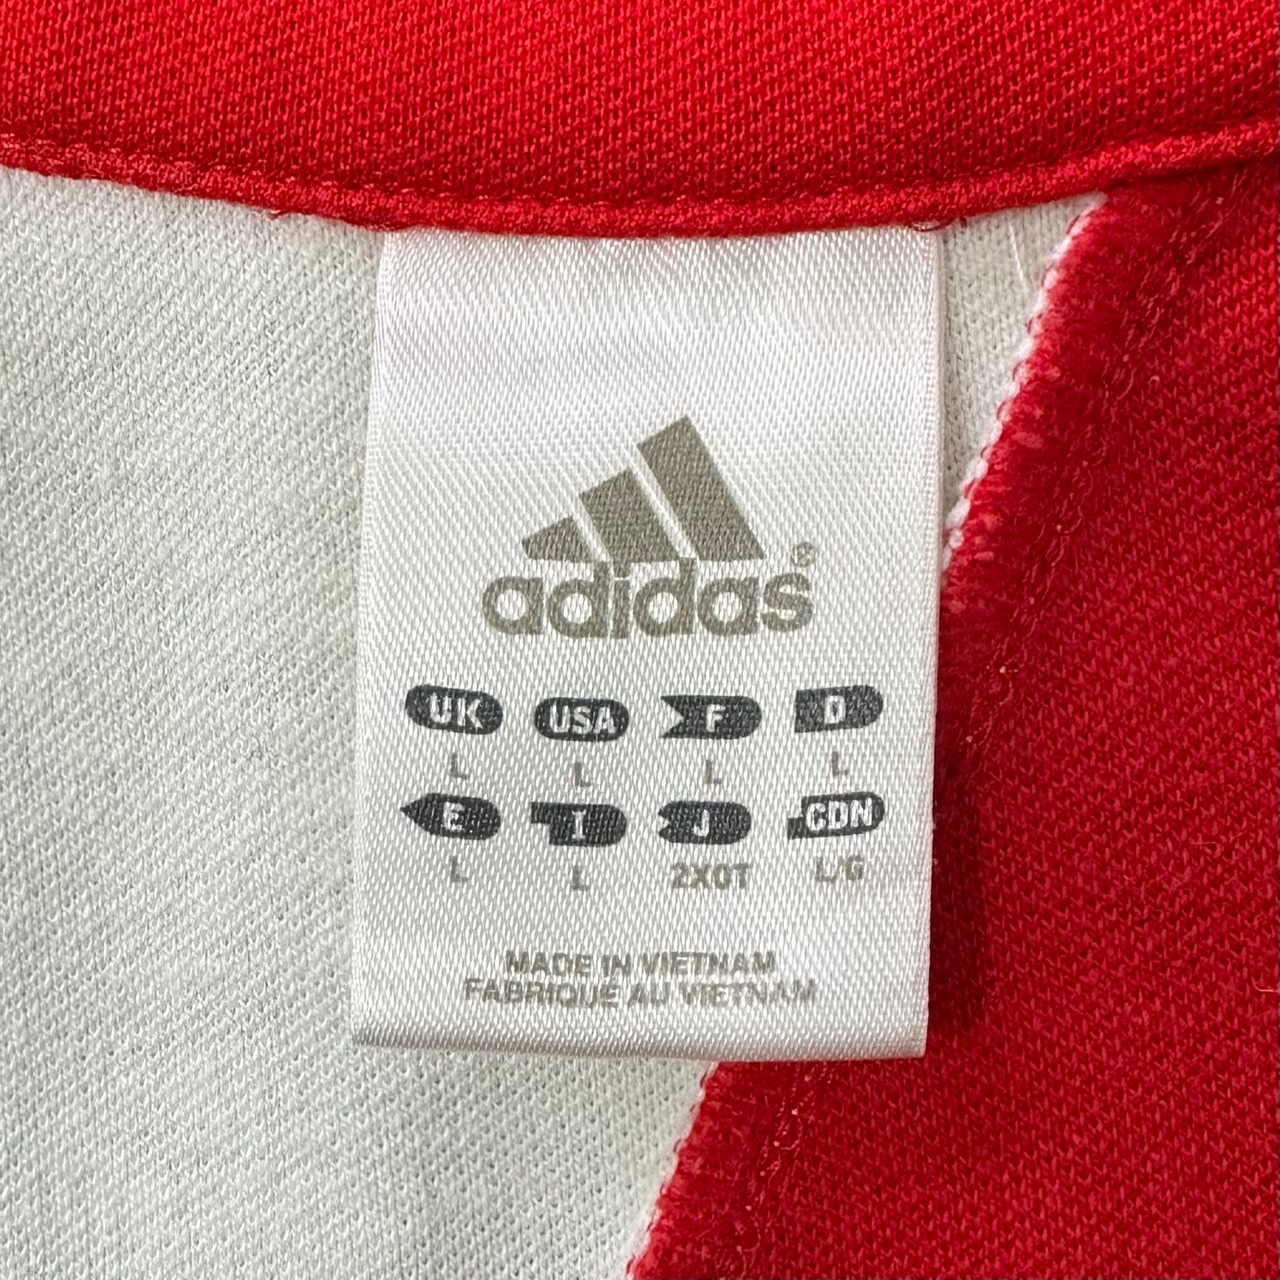 adidas®
UK USA F D
L L L L
E I J CDN
L L 2XOT L/G
MADE IN VIETNAM
FABRIQUE AU VIETNAM